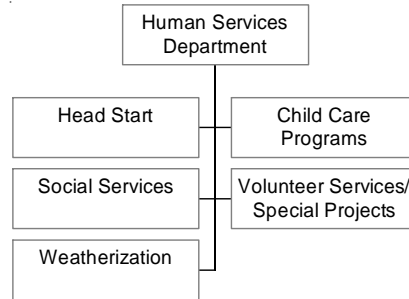 Human Services
Department
Head Start
Child Care
Programs
Social Services
Volunteer Services/
Special Projects
Weatherization